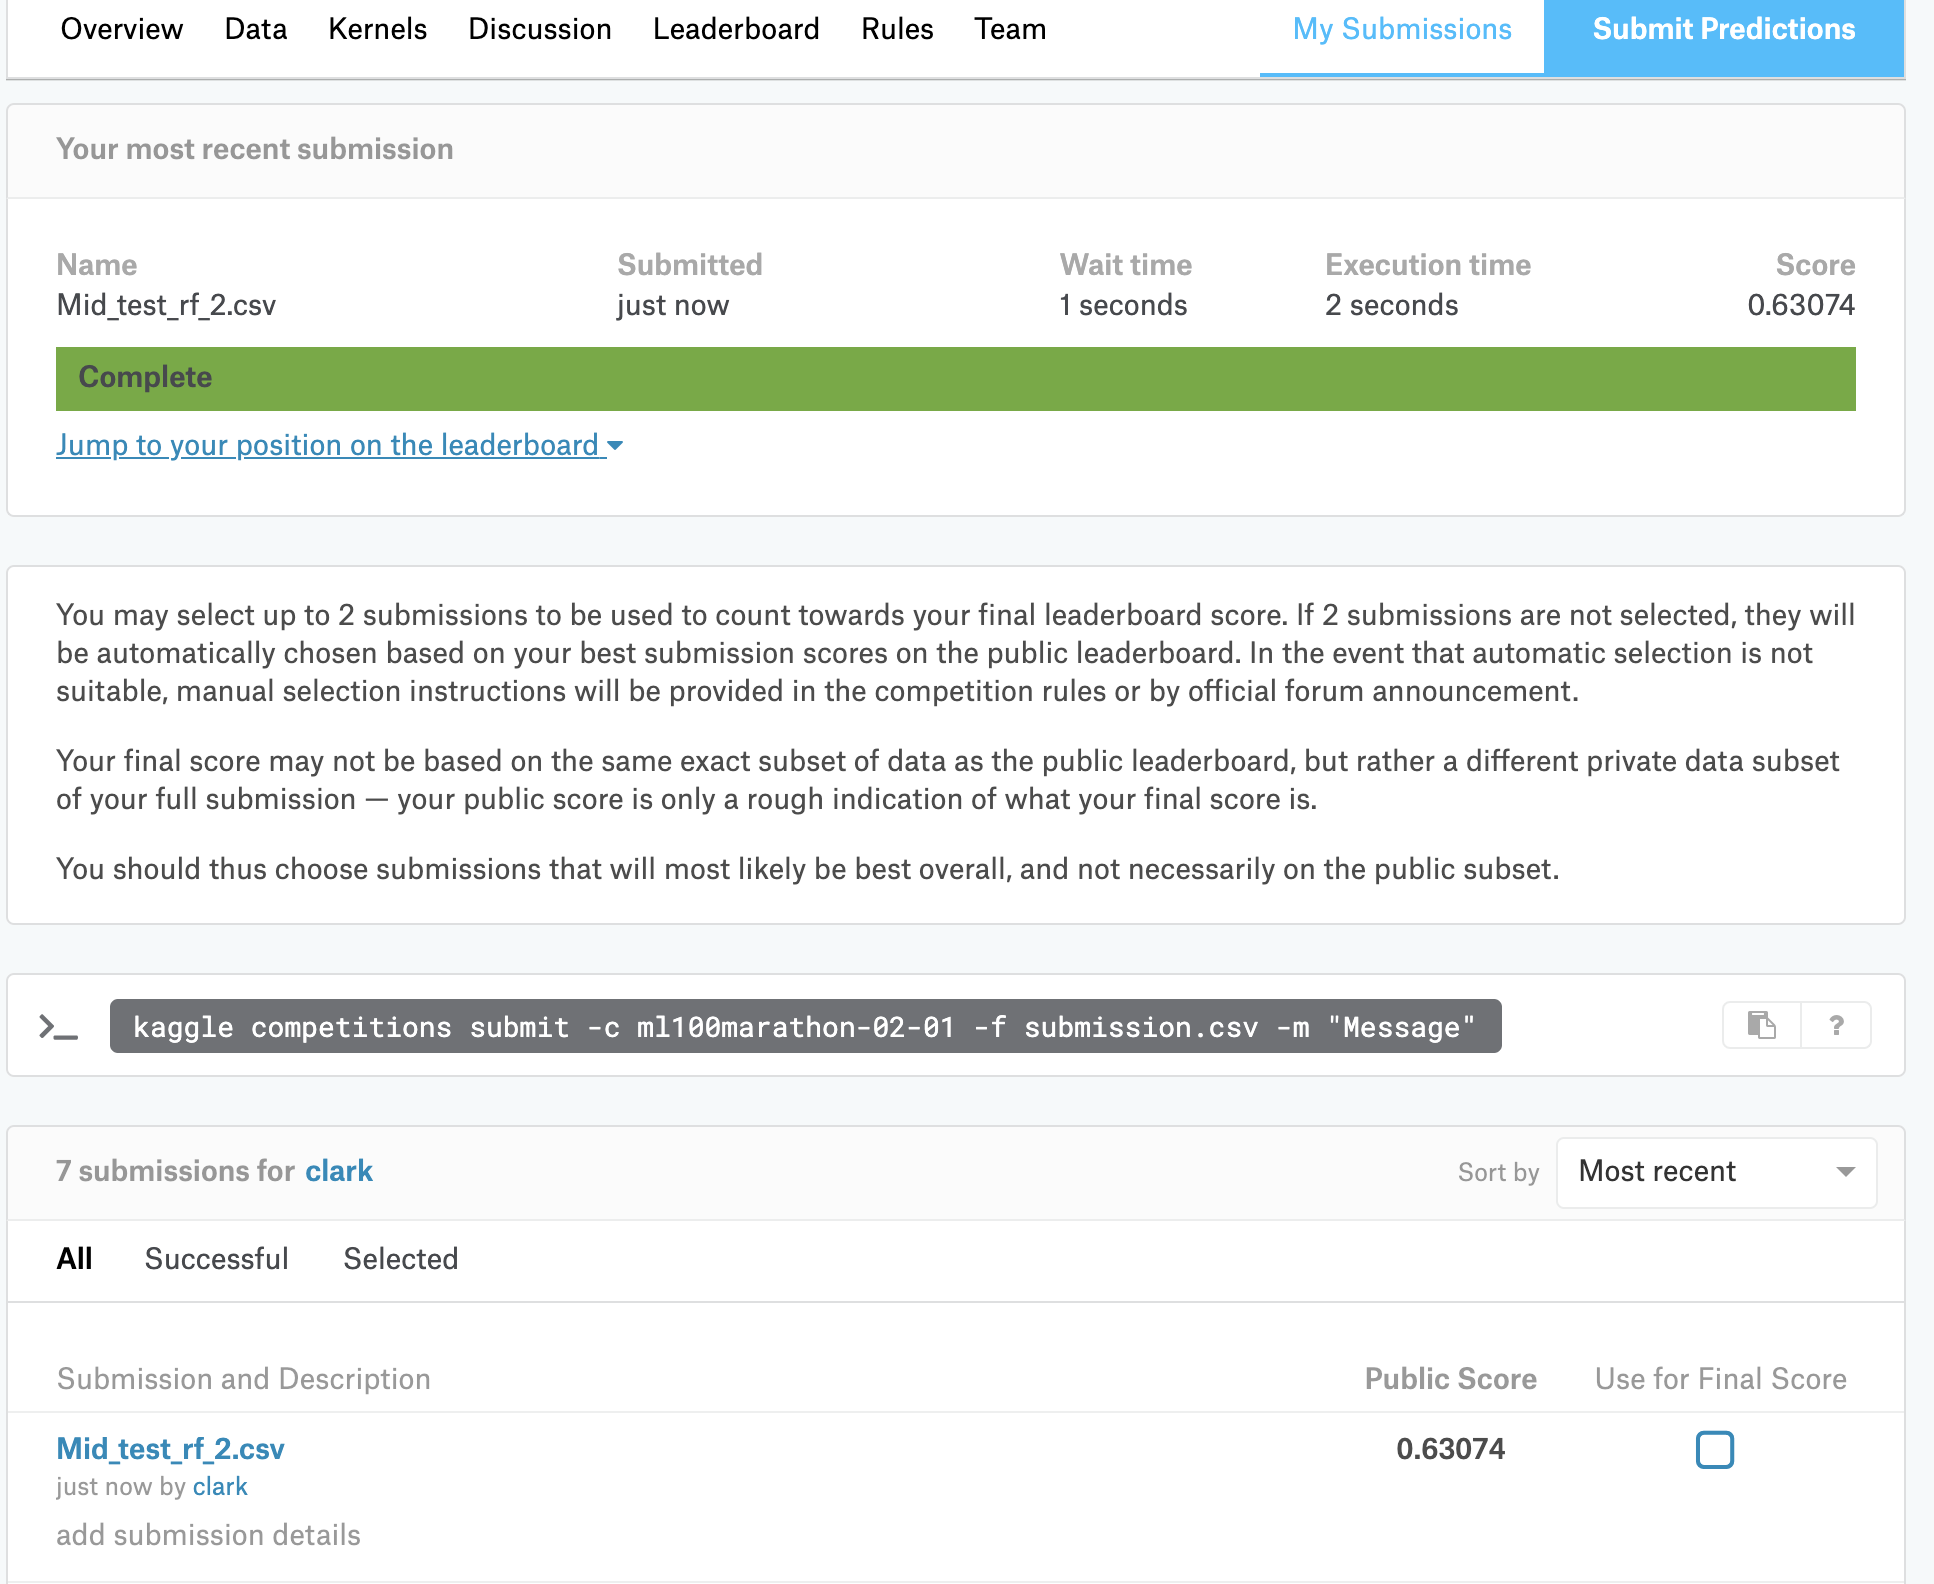 Overview Data Kernels Discussion Leaderboard Rules Team My Submissions Submit Predictions
Your most recent submission
Name Submitted Wait time Execution time Score
Mid_test_rf_2.csv just now 1 seconds 2 seconds 0.63074
Complete
Jump to your position on the leaderboard
You may select up to 2 submissions to be used to count towards your final leaderboard score. If 2 submissions are not selected, they will
be automatically chosen based on your best submission scores on the public leaderboard. In the event that automatic selection is not
suitable, manual selection instructions will be provided in the competition rules or by official forum announcement.
Your final score may not be based on the same exact subset of data as the public leaderboard, but rather a different private data subset
of your full submission — your public score is only a rough indication of what your final score is.
You should thus choose submissions that will most likely be best overall, and not necessarily on the public subset.
>_ kaggle competitions submit -c ml100marathon-02-01 -f submission.csv -m "Message" ?
7 submissions for clark Sort by Most recent
All Successful Selected
Submission and Description Public Score Use for Final Score
Mid_test_rf_2.csv 0.63074
just now by clark
add submission details